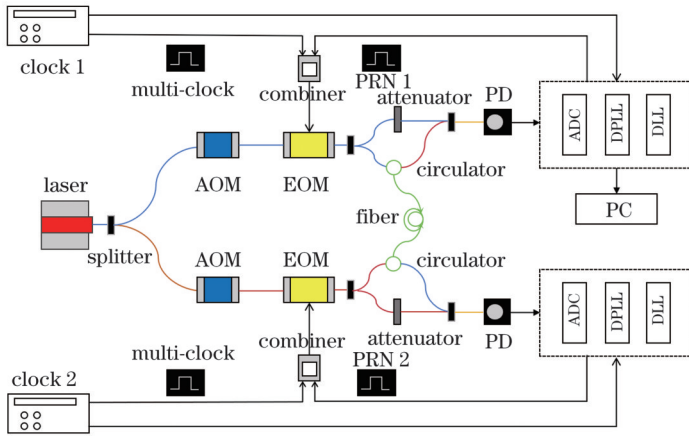 clock 1
multi-clock
combiner
PRN 1
attenuator
PD
ADC
DPLL
DLL
laser
AOM
EOM
circulator
PC
fiber
splitter
AOM
EOM
circulator
attenuator
PD
ADC
DPLL
DLL
multi-clock
combiner
PRN 2
clock 2